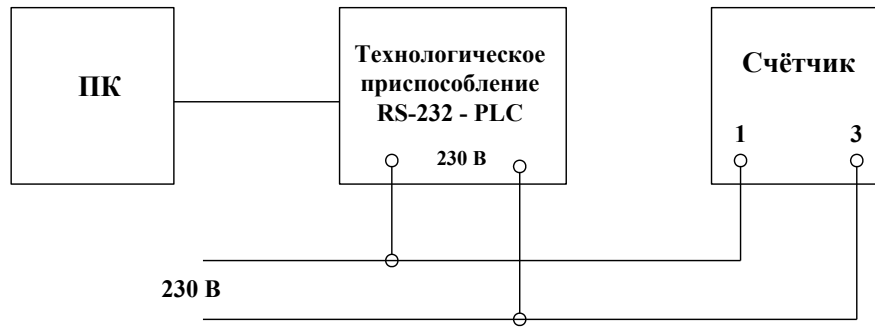 ПК
Технологическое
приспособление
RS-232 - PLC
230 В
Счётчик
1 3
230 В